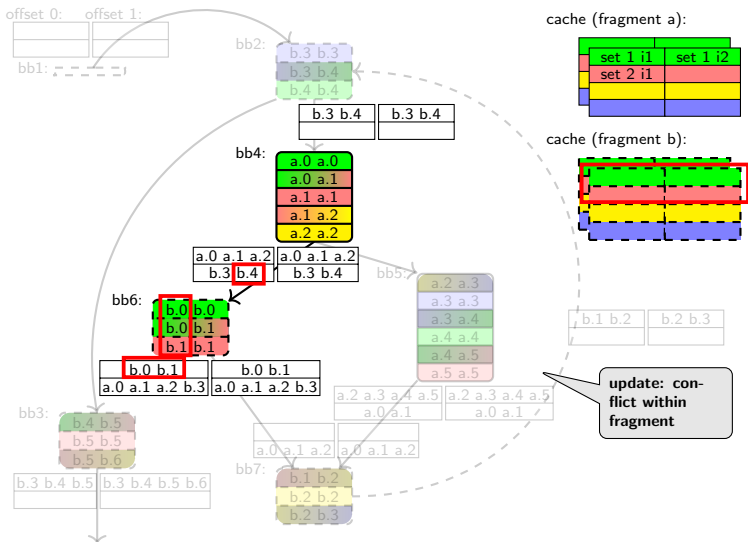 offset 0: offset 1:
bb1:
bb2:
b.3 b.3
b.3 b.4
b.4 b.4
b.3 b.4 b.3 b.4
bb4:
a.0 a.0
a.0 a.1
a.1 a.1
a.1 a.2
a.2 a.2
a.0 a.1 a.2 a.0 a.1 a.2
b.3 b.4 b.3 b.4
bb5:
a.2 a.3
a.3 a.3
a.3 a.4
a.4 a.4
a.4 a.5
a.5 a.5
bb6:
b.0 b.0
b.0 b.1
b.1 b.1
b.0 b.1 b.0 b.1
a.0 a.1 a.2 b.3 a.0 a.1 a.2 b.3
a.2 a.3 a.4 a.5 a.2 a.3 a.4 a.5
a.0 a.1 a.0 a.1
bb3:
b.4 b.5
b.5 b.5
b.5 b.6
b.3 b.4 b.5 b.3 b.4 b.5 b.6
a.0 a.1 a.2 a.0 a.1 a.2
bb7:
b.1 b.2
b.2 b.2
b.2 b.3
b.1 b.2 b.2 b.3
cache (fragment a):
set 1 i1 set 1 i2
set 2 i1
cache (fragment b):
update: con-
flict within
fragment